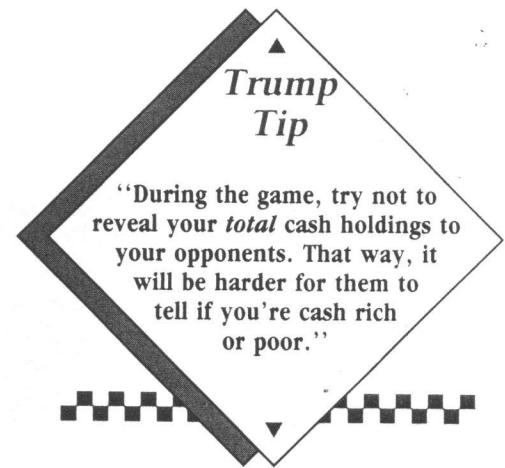 Trump
Tip
‘‘During the game, try not to
reveal your total cash holdings to
your opponents. That way, it
will be harder for them to
tell if you’re cash rich
or poor.’’